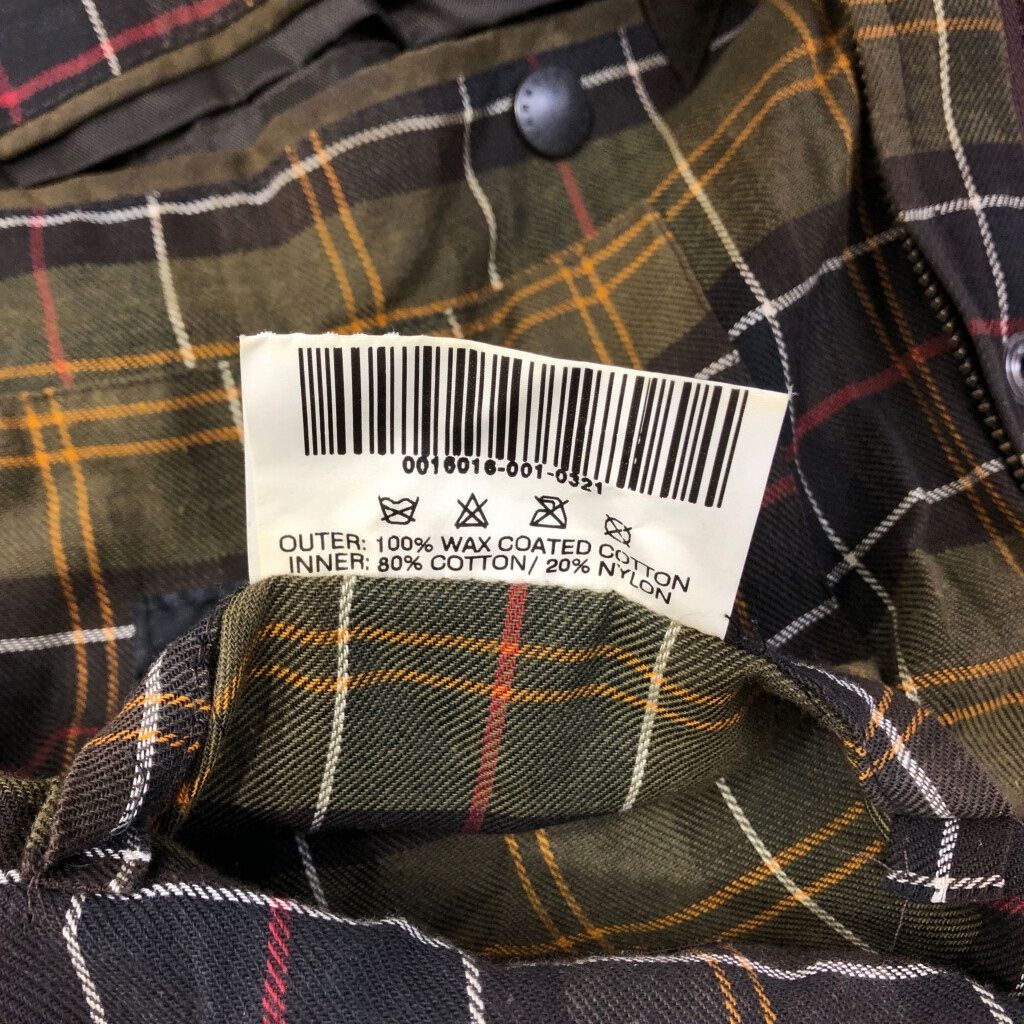 0016016-001-0321
OUTER: 100% WAX COATED COTTON
INNER: 80% COTTON/ 20% NYLON